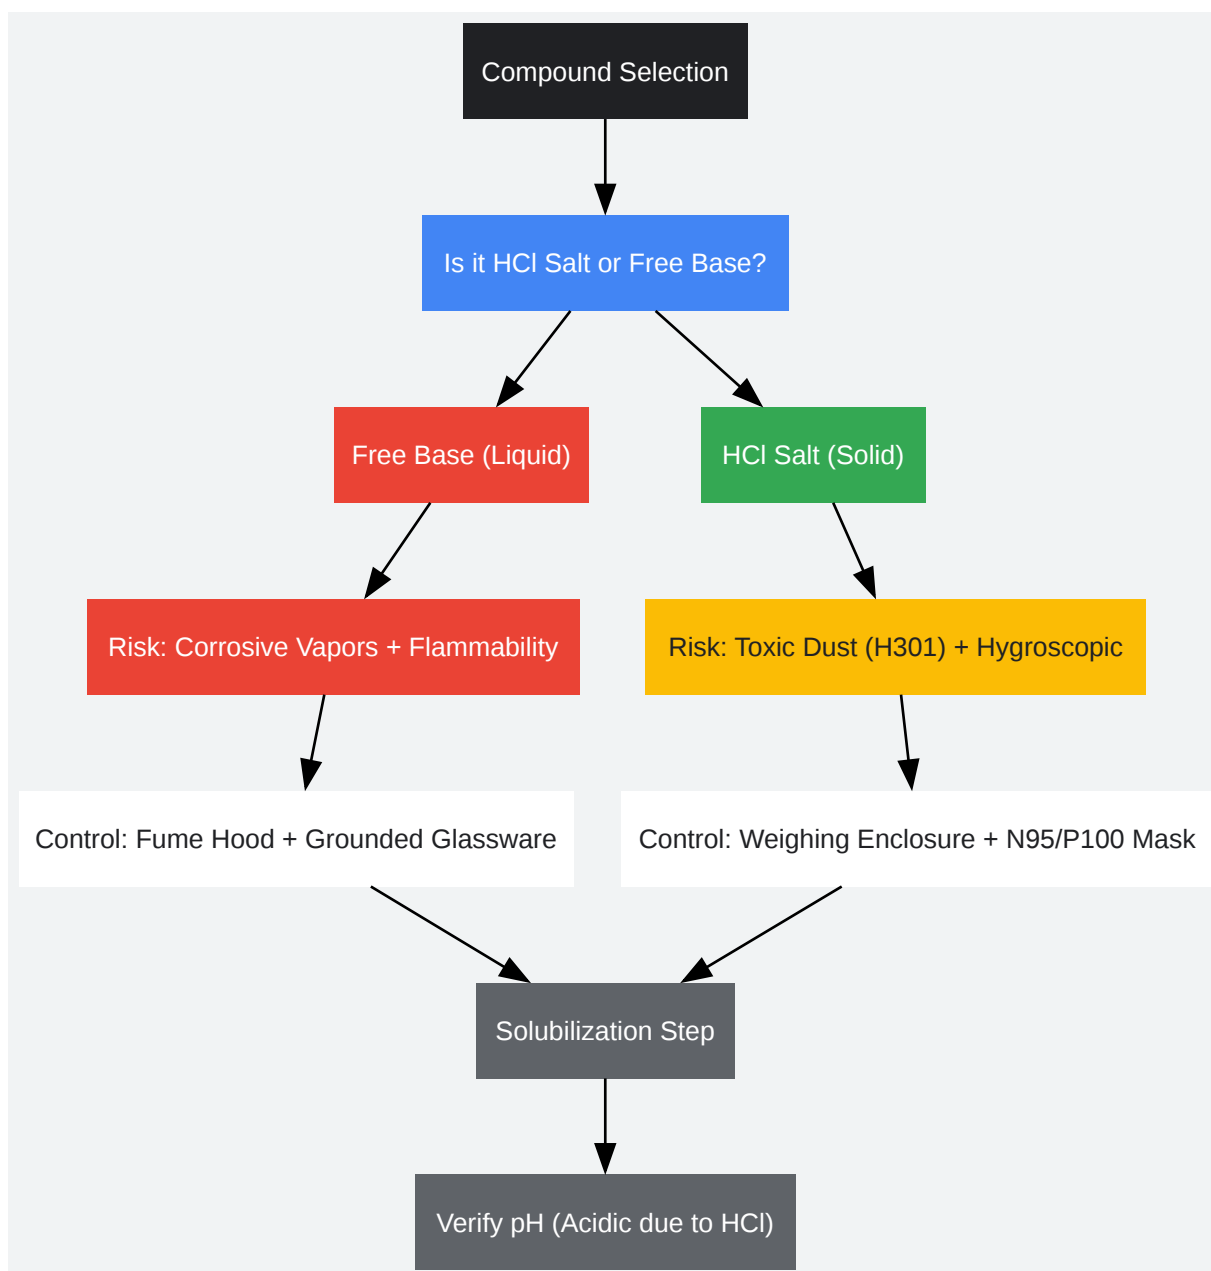 Compound Selection
Is it HCl Salt or Free Base?
Free Base (Liquid)
HCl Salt (Solid)
Risk: Corrosive Vapors + Flammability
Risk: Toxic Dust (H301) + Hygroscopic
Control: Fume Hood + Grounded Glassware
Control: Weighing Enclosure + N95/P100 Mask
Solubilization Step
Verify pH (Acidic due to HCl)